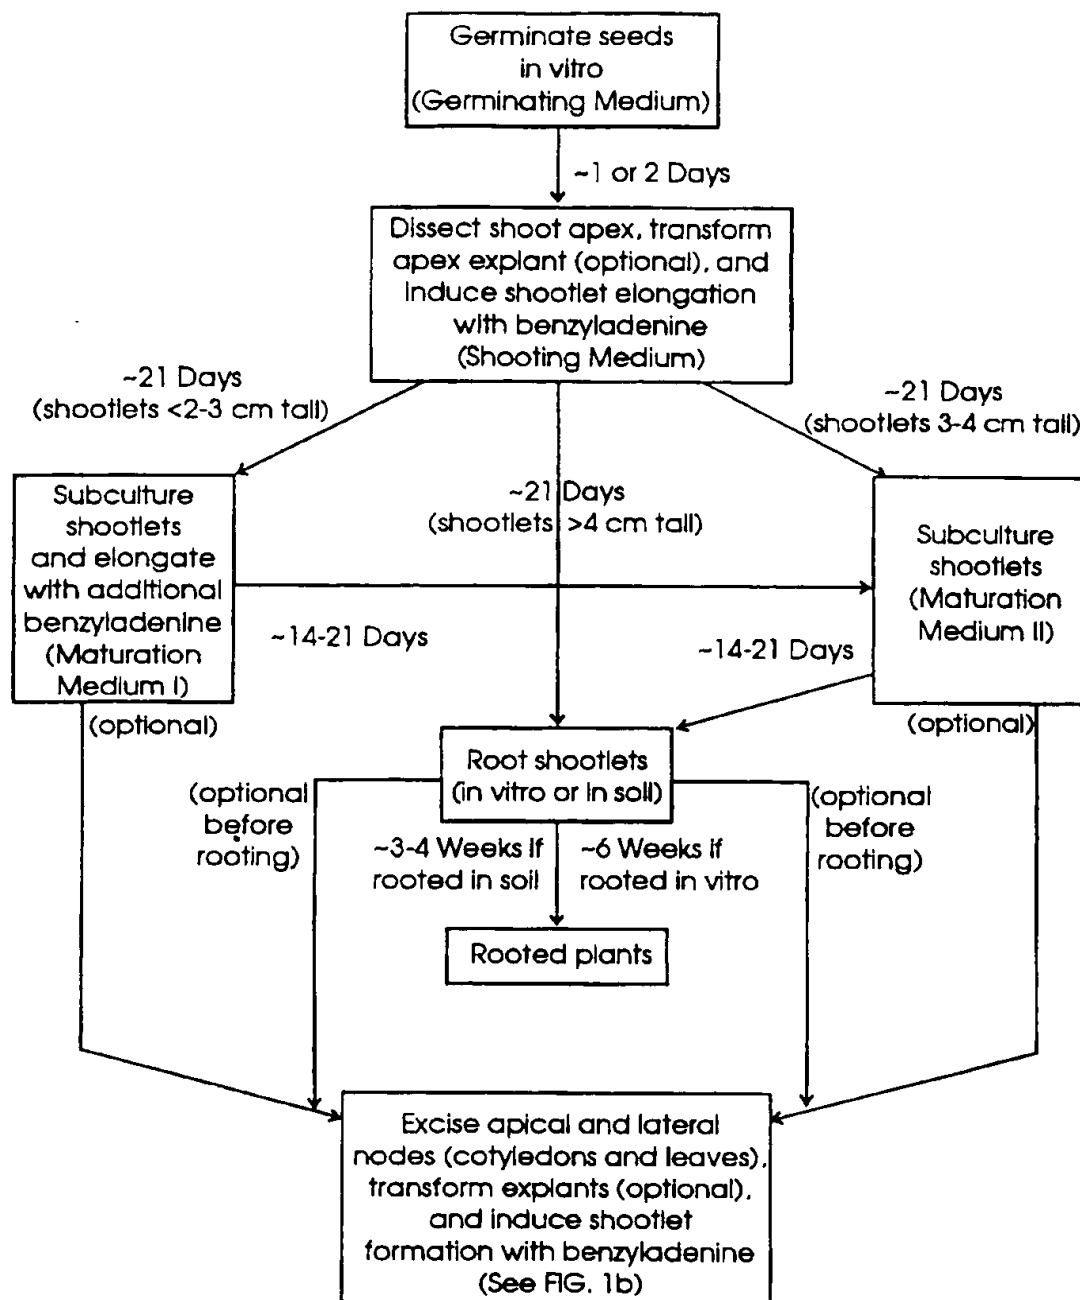 Germinate seeds
in vitro
(Germinating Medium)
~1 or 2 Days
Dissect shoot apex, transform
apex explant (optional), and
induce shootlet elongation
with benzyladenine
(Shooting Medium)
~21 Days
(shootlets <2-3 cm tall)
~21 Days
(shootlets >4 cm tall)
~21 Days
(shootlets 3-4 cm tall)
Subculture
shootlets
and elongate
with additional
benzyladenine
(Maturation
Medium I)
Subculture
shootlets
(Maturation
Medium II)
~14-21 Days
~14-21 Days
(optional)
(optional)
Root shootlets
(in vitro or in soil)
(optional
before
rooting)
(optional
before
rooting)
~3-4 Weeks if
rooted in soil
~6 Weeks if
rooted in vitro
Rooted plants
Excise apical and lateral
nodes (cotyledons and leaves),
transform explants (optional),
and induce shootlet
formation with benzyladenine
(See FIG. 1b)